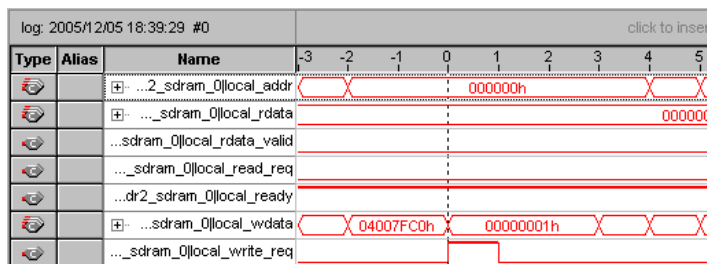 log: 2005/12/05 18:39:29 #0 click to inser
Type Alias Name -3 -2 -1 0 1 2 3 4 5
...2_sdram_0|local_addr 000000h
..._sdram_0|local_rdata 000000
...sdram_0|local_rdata_valid
..._sdram_0|local_read_req
...dr2_sdram_0|local_ready
...sdram_0|local_wdata 04007FC0h 00000001h
..._sdram_0|local_write_req